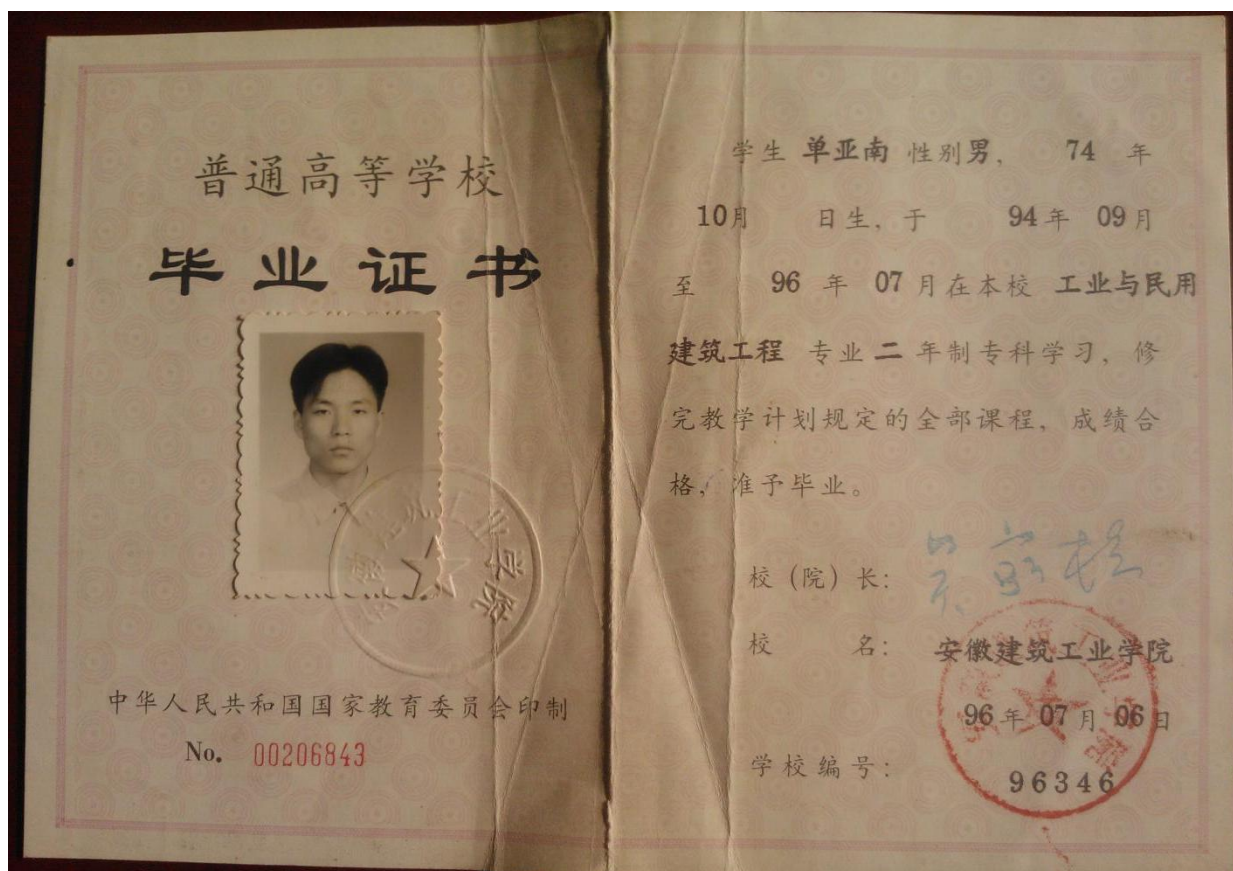 普通高等学校
毕业证书
中华人民共和国国家教育委员会印制
No. 00206843
学生 单亚南 性别男, 74 年
10月 日生, 于 94年 09月
至 96 年 07月在本校 工业与民用
建筑工程 专业 二 年制专科学习, 修
完教学计划规定的全部课程, 成绩合
格, 准予毕业。
校 (院) 长:
校 名: 安徽建筑工业学院
96年 07月 06日
学校编号: 96346